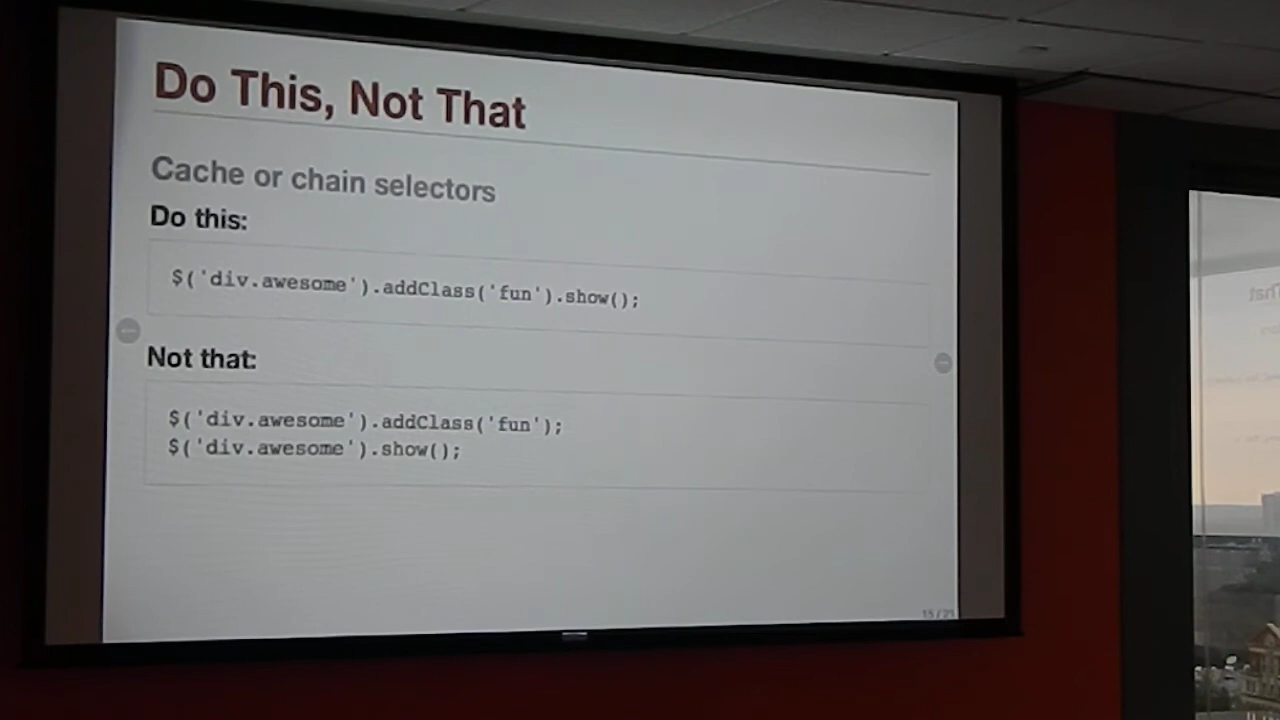 Do This, Not That
Cache or chain selectors
Do this:
$('div.awesome').addClass('fun').show();
Not that:
$('div.awesome').addClass('fun');
$('div.awesome').show();